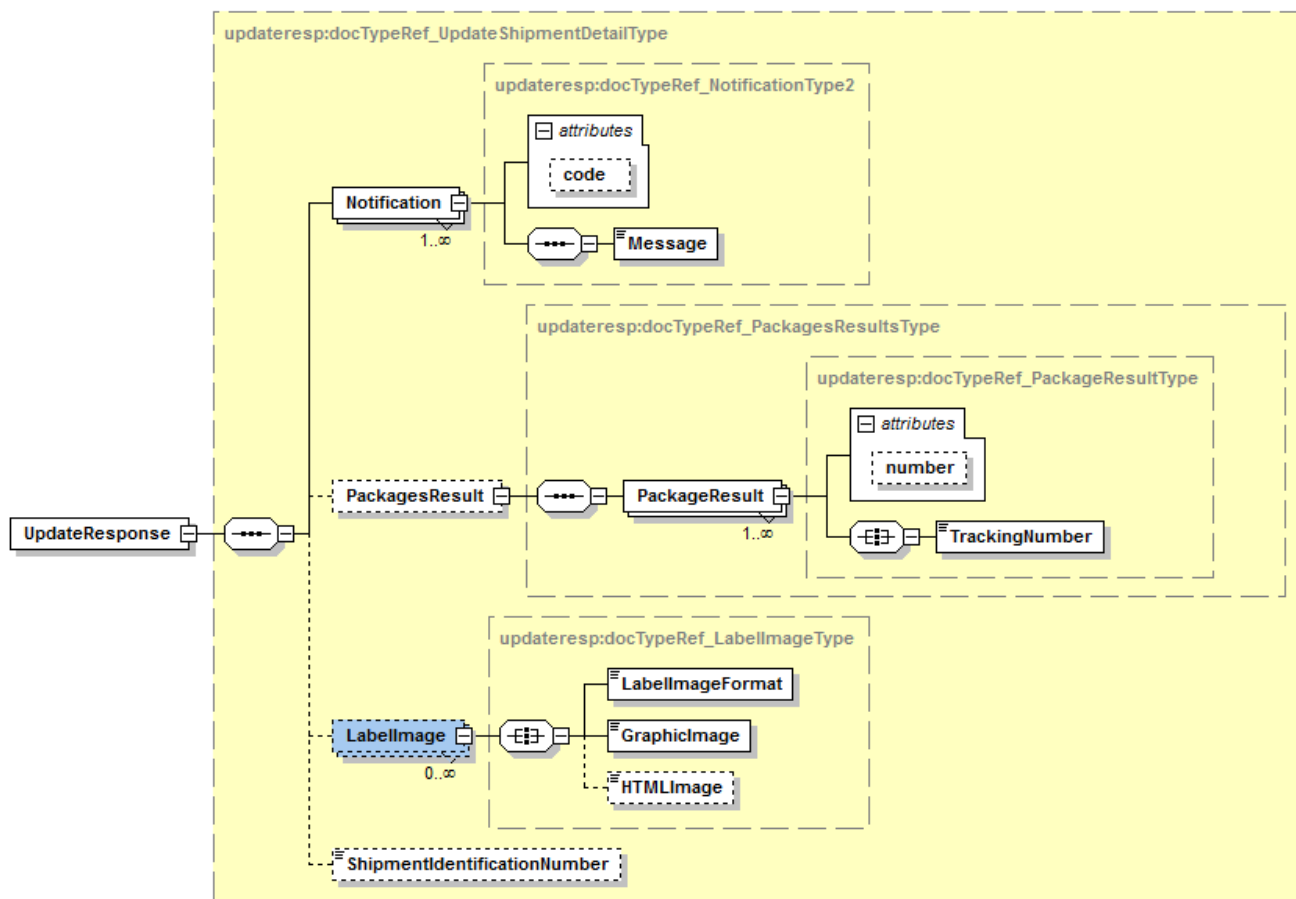 updateresp:docTypeRef_UpdateShipmentDetailType
updateresp:docTypeRef_NotificationType2
attributes
code
Notification
1..∞
Message
updateresp:docTypeRef_PackagesResultsType
updateresp:docTypeRef_PackageResultType
attributes
number
PackagesResult
PackageResult
1..∞
TrackingNumber
UpdateResponse
updateresp:docTypeRef_LabelImageType
LabelImageFormat
LabelImage
GraphicImage
0..∞
HTMLImage
ShipmentIdentificationNumber